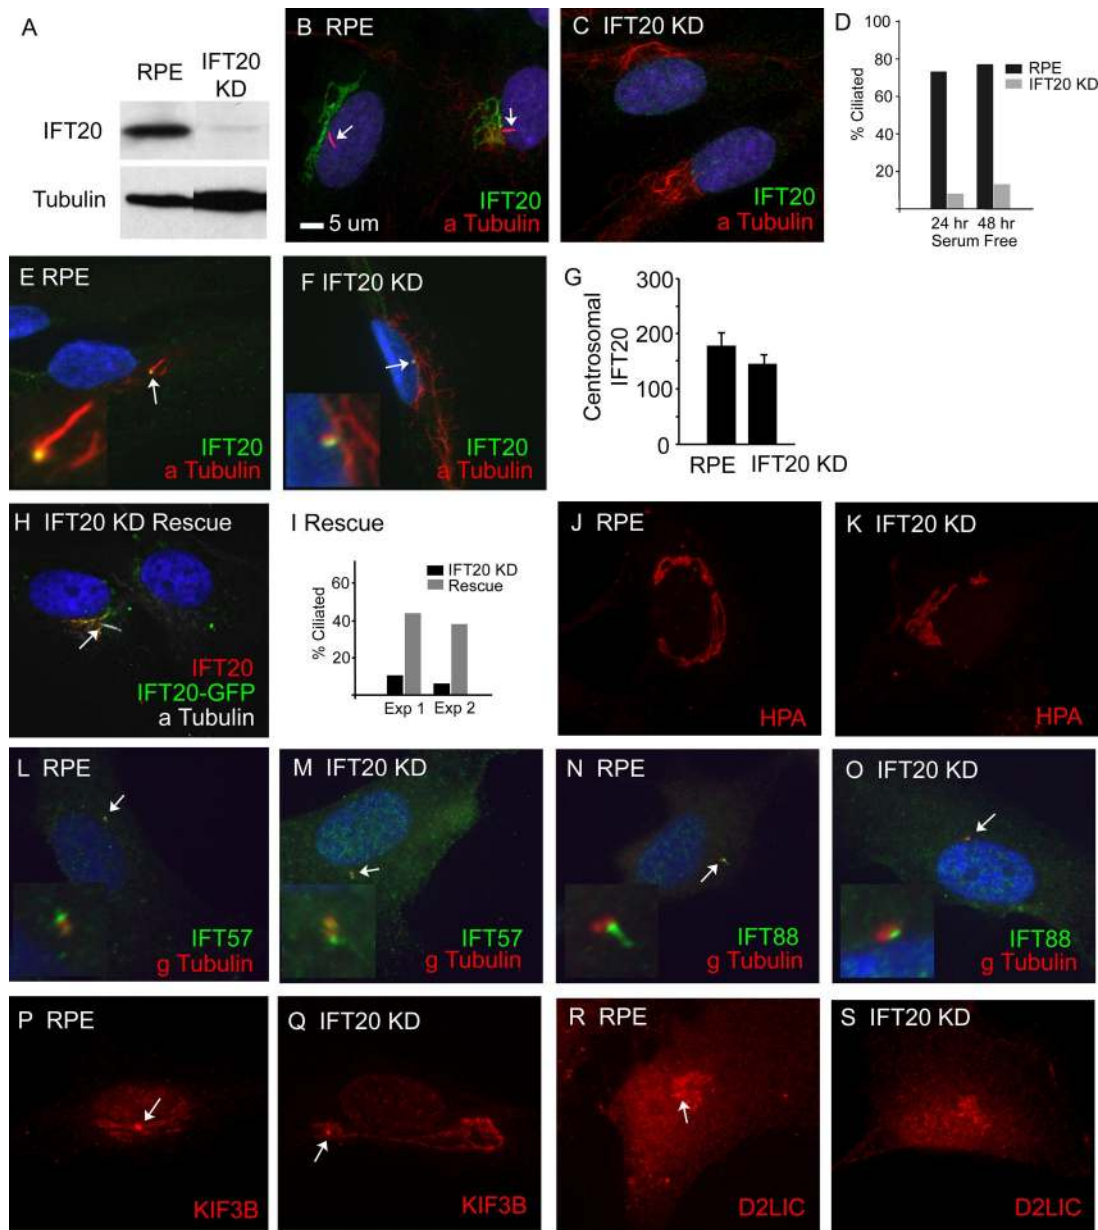 A
RPE
IFT20
KD
IFT20
Tubulin
B RPE
IFT20
a Tubulin
5 um
C IFT20 KD
IFT20
a Tubulin
D
100
80
60
40
20
% Ciliated
RPE
IFT20 KD
24 hr 48 hr
Serum Free
E RPE
IFT20
a Tubulin
F IFT20 KD
IFT20
a Tubulin
G
300
200
100
0
Centrosomal
IFT20
RPE IFT20 KD
H IFT20 KD Rescue
IFT20
IFT20-GFP
a Tubulin
I Rescue
60
40
20
% Ciliated
IFT20 KD
Rescue
Exp 1 Exp 2
J RPE
HPA
K IFT20 KD
HPA
L RPE
IFT57
g Tubulin
M IFT20 KD
IFT57
g Tubulin
N RPE
IFT88
g Tubulin
O IFT20 KD
IFT88
g Tubulin
P RPE
KIF3B
Q IFT20 KD
KIF3B
R RPE
D2LIC
S IFT20 KD
D2LIC